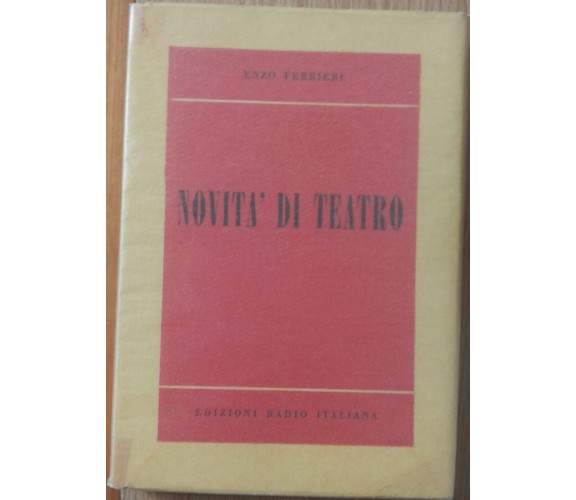 ENZO FERRIERI
NOVITA' DI TEATRO
EDIZIONI RADIO ITALIANA